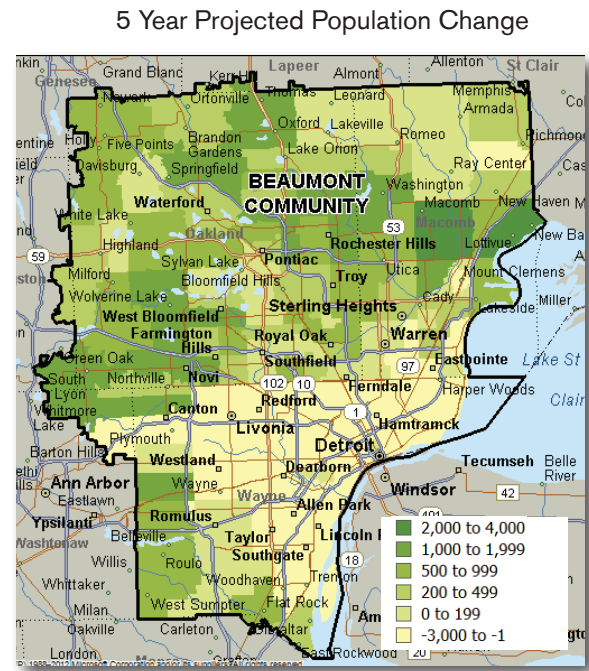 5 Year Projected Population Change
Allenton
St Clair
Lapeer
Grand Blanc
Almont
Genesee
Ortonville
Thomas
Leonard
Memphis
Armada
Oxford
Lakeville
Romeo
Brandon
Gardens
Holly
Five Points
Lake Orion
Davisburg
Springfield
Ray Center
BEAUMONT
COMMUNITY
Washington
Waterford
Macomb
New Haven
White Lake
Macomb
Oakland
53
Rochester Hills
Lottivue
Highland
59
Sylvan Lake
Pontiac
Milford
Bloomfield Hills
Troy
Utica
Mount Clemens
Wolverine Lake
Cady
Miller
Sterling Heights
Lakeside
West Bloomfield
Farmington
Hills
Royal Oak
Warren
Green Oak
Southfield
Eastpointe
Lake St
Clair
97
South
Lyon
Northville
Novi
102
10
Ferndale
Harper Woods
Whitmore
Lake
Canton
Redford
1
Hamtramck
Livonia
Plymouth
Detroit
Barton Hills
Westland
Dearborn
Tecumseh
Belle
River
Ann Arbor
Wayne
Windsor
42
Eastlawn
Wayne
Allen Park
401
Ypsilanti
Romulus
Washtenaw
Belleville
Taylor
Lincoln
Southgate
18
Willis
Woodhaven
Trenton
Whittaker
West Sumpter
Flat Rock
Milan
Oakville
Carleton
Gibraltar
London
East Rockwood
20
2,000 to 4,000
1,000 to 1,999
500 to 999
200 to 499
0 to 199
-3,000 to -1